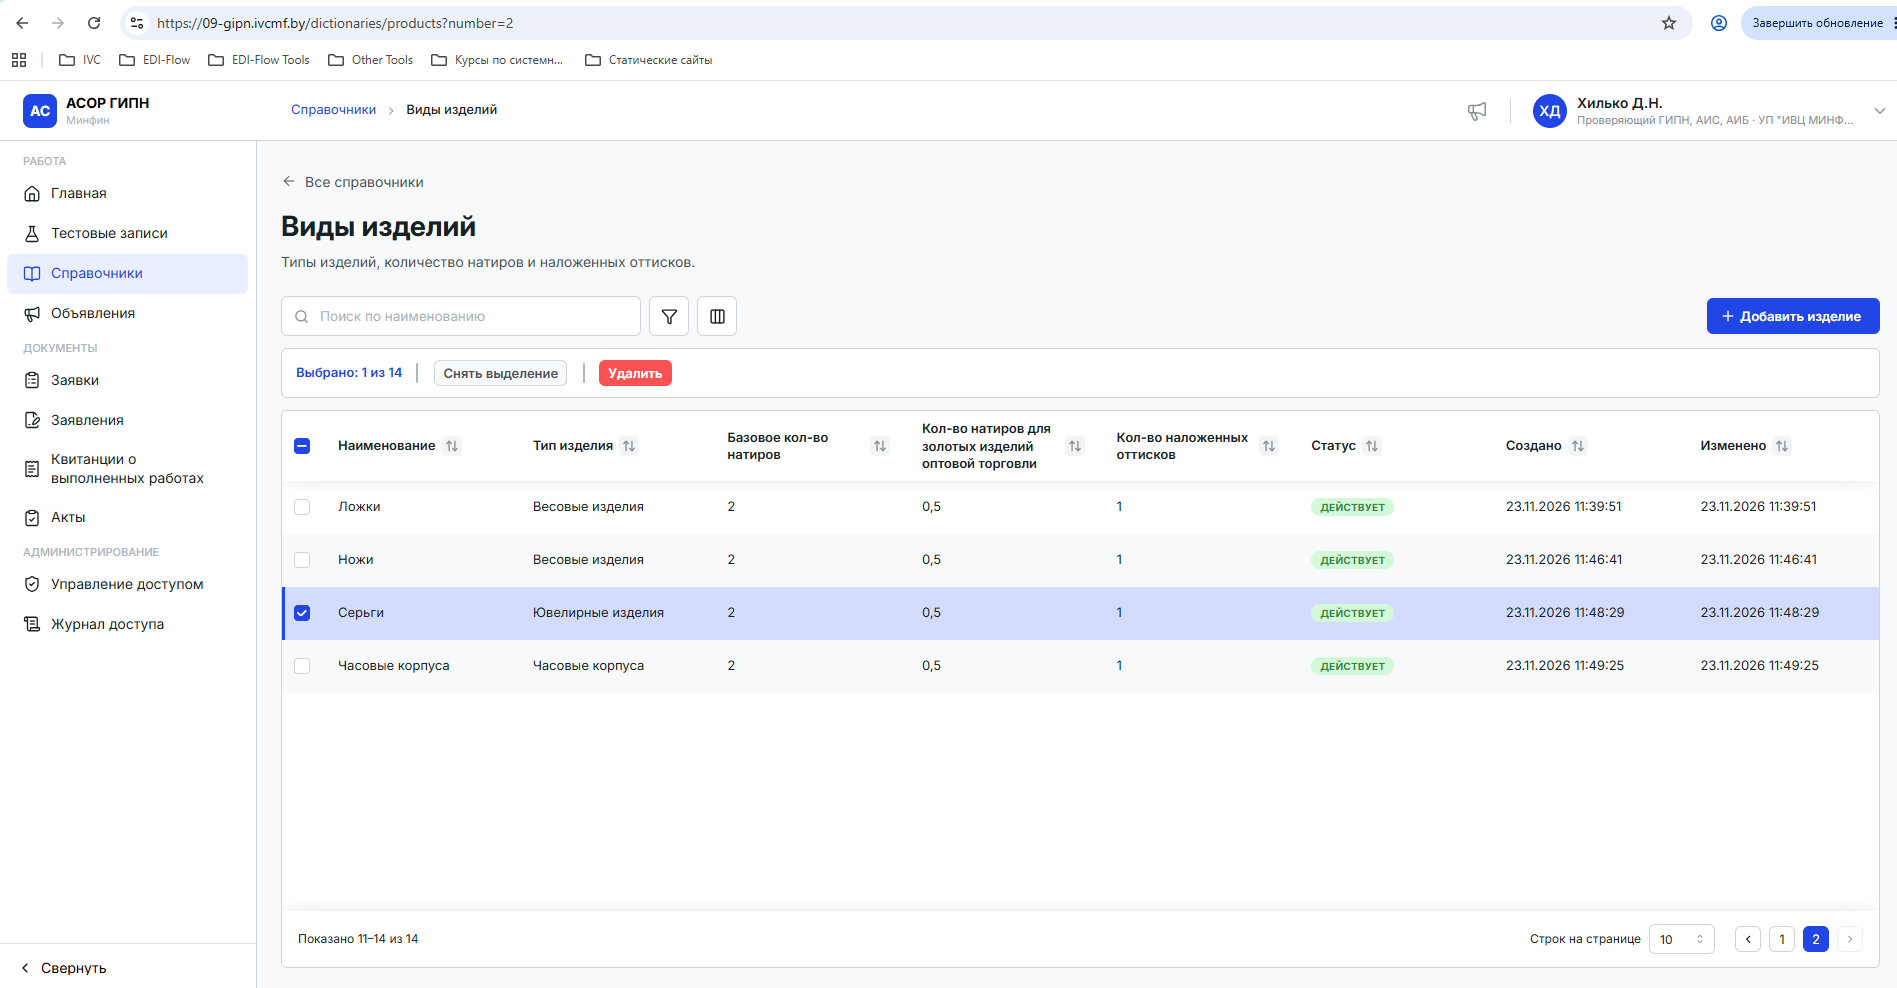 https://09-gipn.ivcmf.by/dictionaries/products?number=2
Завершить обновление
IVC
EDI-Flow
EDI-Flow Tools
Other Tools
Курсы по системн...
Статические сайты
АС
АСОР ГИПН
Минфин
Справочники
Виды изделий
ХД
Хилько Д.Н.
Проверяющий ГИПН, АИС, АИБ · УП "ИВЦ МИНФ...
РАБОТА
Главная
Тестовые записи
Справочники
Объявления
ДОКУМЕНТЫ
Заявки
Заявления
Квитанции о
выполненных работах
Акты
АДМИНИСТРИРОВАНИЕ
Управление доступом
Журнал доступа
Свернуть
Все справочники
Виды изделий
Типы изделий, количество натиров и наложенных оттисков.
Поиск по наименованию
Добавить изделие
Выбрано: 1 из 14
Снять выделение
Удалить
Наименование
Тип изделия
Базовое кол-во
натиров
Кол-во натиров для
золотых изделий
оптовой торговли
Кол-во наложенных
оттисков
Статус
Создано
Изменено
Ложки Весовые изделия 2 0,5 1 ДЕЙСТВУЕТ 23.11.2026 11:39:51 23.11.2026 11:39:51
Ножи Весовые изделия 2 0,5 1 ДЕЙСТВУЕТ 23.11.2026 11:46:41 23.11.2026 11:46:41
Серьги Ювелирные изделия 2 0,5 1 ДЕЙСТВУЕТ 23.11.2026 11:48:29 23.11.2026 11:48:29
Часовые корпуса Часовые корпуса 2 0,5 1 ДЕЙСТВУЕТ 23.11.2026 11:49:25 23.11.2026 11:49:25
Показано 11–14 из 14
Строк на странице 10 1 2